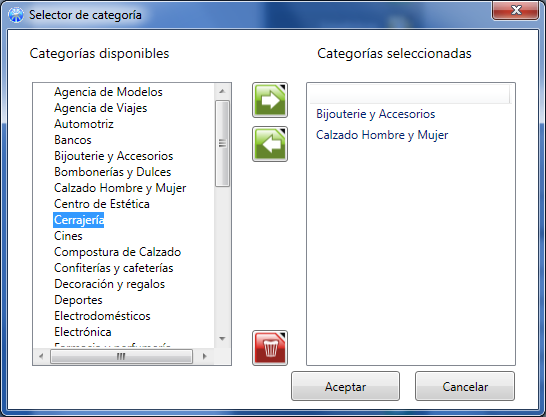 Selector de categoría
Categorías disponibles
Agencia de Modelos
Agencia de Viajes
Automotriz
Bancos
Bijouterie y Accesorios
Bombonerías y Dulces
Calzado Hombre y Mujer
Centro de Estética
Cerrajería
Cines
Compostura de Calzado
Confiterías y cafeterías
Decoración y regalos
Deportes
Electrodomésticos
Electrónica
Farmacia y perfumería
Categorías seleccionadas
Bijouterie y Accesorios
Calzado Hombre y Mujer
Aceptar
Cancelar